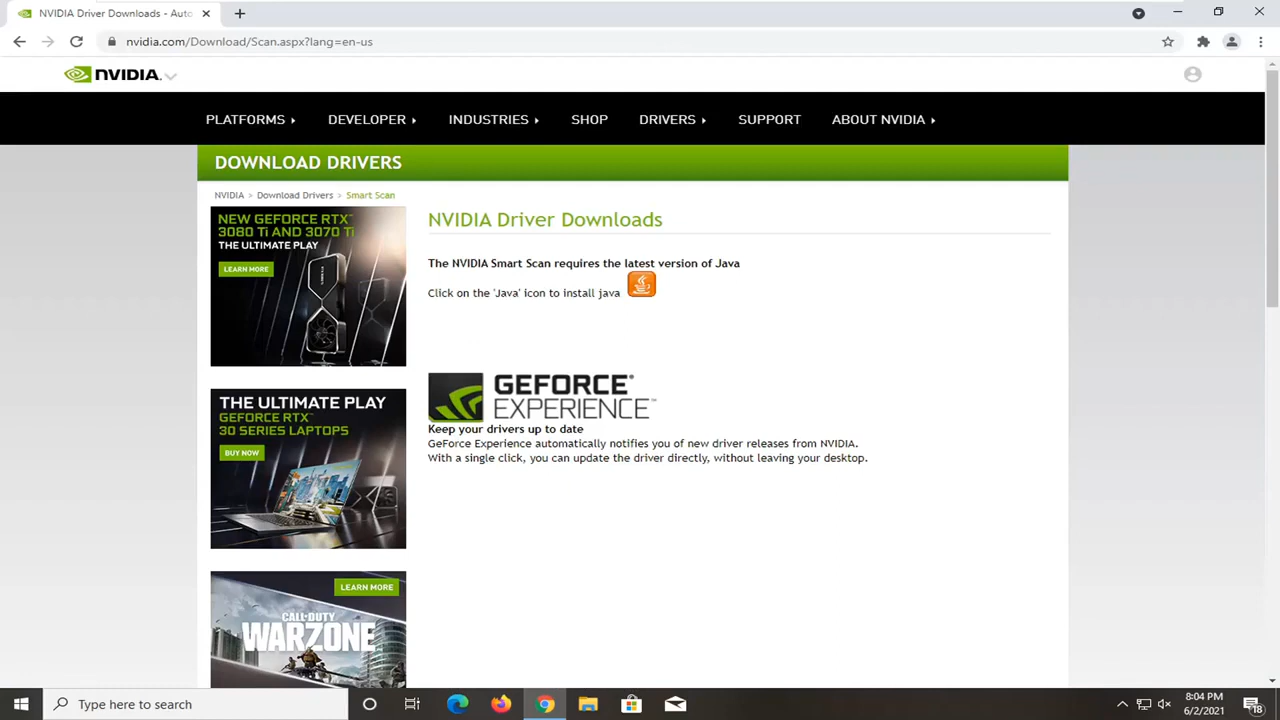 NVIDIA Driver Downloads - Auto
nvidia.com/Download/Scan.aspx?lang=en-us
NVIDIA.
PLATFORMS DEVELOPER INDUSTRIES SHOP DRIVERS SUPPORT ABOUT NVIDIA
DOWNLOAD DRIVERS
NVIDIA > Download Drivers > Smart Scan
NEW GEFORCE RTX™
3080 Ti AND 3070 Ti
THE ULTIMATE PLAY
LEARN MORE
THE ULTIMATE PLAY
GEFORCE RTX™
30 SERIES LAPTOPS
BUY NOW
LEARN MORE
CALL OF DUTY
WARZONE
NVIDIA Driver Downloads
The NVIDIA Smart Scan requires the latest version of Java
Click on the 'Java' icon to install java
GEFORCE®
EXPERIENCE™
Keep your drivers up to date
GeForce Experience automatically notifies you of new driver releases from NVIDIA.
With a single click, you can update the driver directly, without leaving your desktop.
Type here to search
8:04 PM
6/2/2021
18